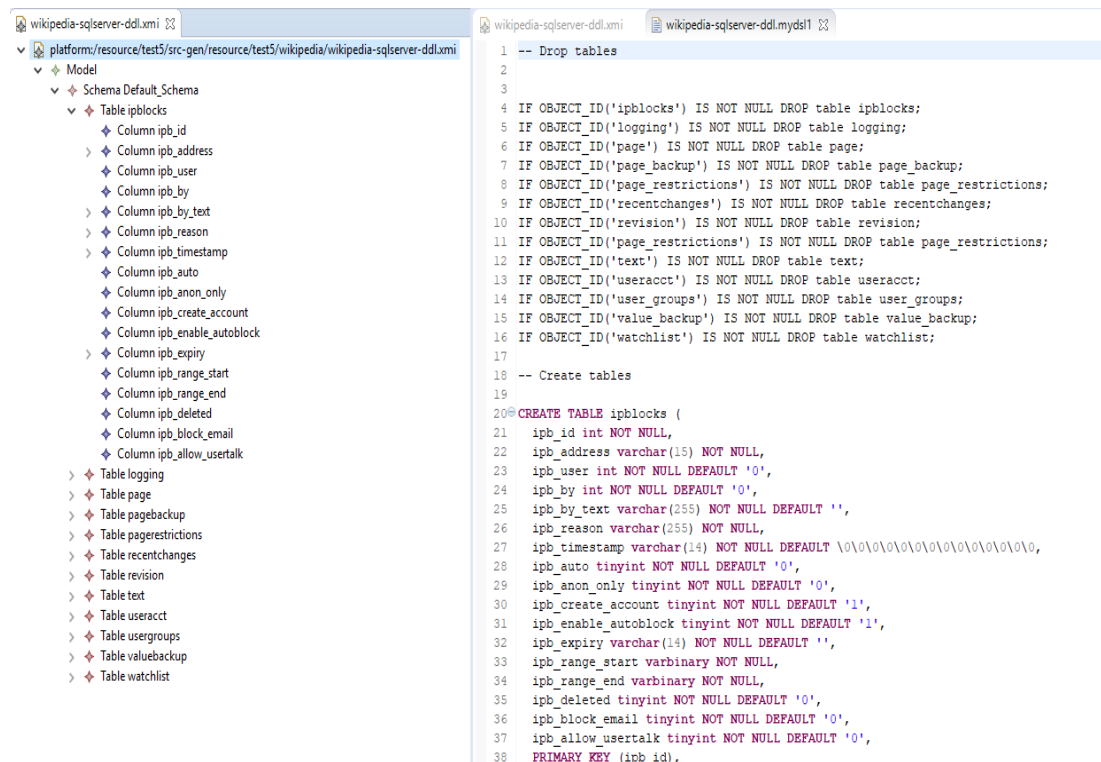 wikipedia-sqlserver-ddl.xmi
platform:/resource/test5/src-gen/resource/test5/wikipedia/wikipedia-sqlserver-ddl.xmi
Model
Schema Default_Schema
Table ipblocks
Column ipb_id
Column ipb_address
Column ipb_user
Column ipb_by
Column ipb_by_text
Column ipb_reason
Column ipb_timestamp
Column ipb_auto
Column ipb_anon_only
Column ipb_create_account
Column ipb_enable_autoblock
Column ipb_expiry
Column ipb_range_start
Column ipb_range_end
Column ipb_deleted
Column ipb_block_email
Column ipb_allow_usertalk
Table logging
Table page
Table pagebackup
Table pagerestrictions
Table recentchanges
Table revision
Table text
Table useracct
Table usergroups
Table valuebackup
Table watchlist
wikipedia-sqlserver-ddl.xmi wikipedia-sqlserver-ddl.mydsl1
1 -- Drop tables
2
3
4 IF OBJECT_ID('ipblocks') IS NOT NULL DROP table ipblocks;
5 IF OBJECT_ID('logging') IS NOT NULL DROP table logging;
6 IF OBJECT_ID('page') IS NOT NULL DROP table page;
7 IF OBJECT_ID('page_backup') IS NOT NULL DROP table page_backup;
8 IF OBJECT_ID('page_restrictions') IS NOT NULL DROP table page_restrictions;
9 IF OBJECT_ID('recentchanges') IS NOT NULL DROP table recentchanges;
10 IF OBJECT_ID('revision') IS NOT NULL DROP table revision;
11 IF OBJECT_ID('page_restrictions') IS NOT NULL DROP table page_restrictions;
12 IF OBJECT_ID('text') IS NOT NULL DROP table text;
13 IF OBJECT_ID('useracct') IS NOT NULL DROP table useracct;
14 IF OBJECT_ID('user_groups') IS NOT NULL DROP table user_groups;
15 IF OBJECT_ID('value_backup') IS NOT NULL DROP table value_backup;
16 IF OBJECT_ID('watchlist') IS NOT NULL DROP table watchlist;
17
18 -- Create tables
19
20 CREATE TABLE ipblocks (
21 ipb_id int NOT NULL,
22 ipb_address varchar(15) NOT NULL,
23 ipb_user int NOT NULL DEFAULT '0',
24 ipb_by int NOT NULL DEFAULT '0',
25 ipb_by_text varchar(255) NOT NULL DEFAULT '',
26 ipb_reason varchar(255) NOT NULL,
27 ipb_timestamp varchar(14) NOT NULL DEFAULT \0\0\0\0\0\0\0\0\0\0\0\0\0\0,
28 ipb_auto tinyint NOT NULL DEFAULT '0',
29 ipb_anon_only tinyint NOT NULL DEFAULT '0',
30 ipb_create_account tinyint NOT NULL DEFAULT '1',
31 ipb_enable_autoblock tinyint NOT NULL DEFAULT '1',
32 ipb_expiry varchar(14) NOT NULL DEFAULT '',
33 ipb_range_start varbinary NOT NULL,
34 ipb_range_end varbinary NOT NULL,
35 ipb_deleted tinyint NOT NULL DEFAULT '0',
36 ipb_block_email tinyint NOT NULL DEFAULT '0',
37 ipb_allow_usertalk tinyint NOT NULL DEFAULT '0',
38 PRIMARY KEY (ipb_id),